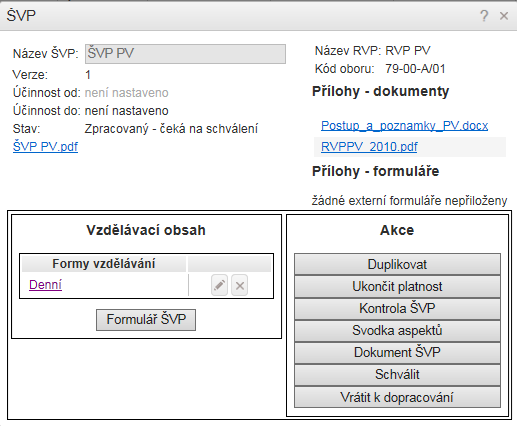 ŠVP ? ×
Název ŠVP: ŠVP PV
Verze: 1
Účinnost od: není nastaveno
Účinnost do: není nastaveno
Stav: Zpracovaný - čeká na schválení
ŠVP PV.pdf
Název RVP: RVP PV
Kód oboru: 79-00-A/01
Přílohy - dokumenty
Postup_a_poznamky_PV.docx
RVPPV_2010.pdf
Přílohy - formuláře
žádné externí formuláře nepřiloženy
Vzdělávací obsah
Formy vzdělávání
Denní
Formulář ŠVP
Akce
Duplikovat
Ukončit platnost
Kontrola ŠVP
Svodka aspektů
Dokument ŠVP
Schválit
Vrátit k dopracování